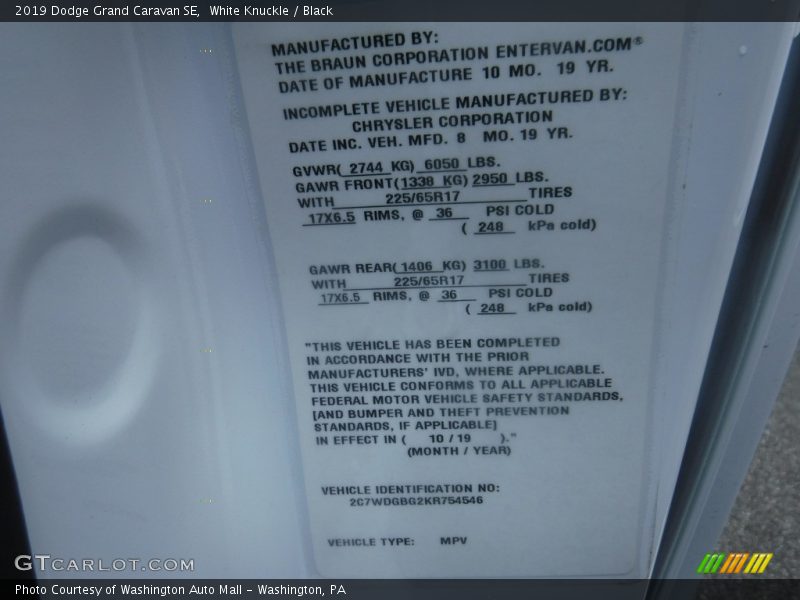 2019 Dodge Grand Caravan SE, White Knuckle / Black
MANUFACTURED BY:
THE BRAUN CORPORATION ENTERVAN.COM®
DATE OF MANUFACTURE 10 MO. 19 YR.
INCOMPLETE VEHICLE MANUFACTURED BY:
CHRYSLER CORPORATION
DATE INC. VEH. MFD. 8 MO. 19 YR.
GVWR( 2744 KG) 6050 LBS.
GAWR FRONT(1338 KG) 2950 LBS.
WITH 225/65R17 TIRES
17X6.5 RIMS, @ 36 PSI COLD
( 248 kPa cold)
GAWR REAR( 1406 KG) 3100 LBS.
WITH 225/65R17 TIRES
17X6.5 RIMS, @ 36 PSI COLD
( 248 kPa cold)
"THIS VEHICLE HAS BEEN COMPLETED
IN ACCORDANCE WITH THE PRIOR
MANUFACTURERS' IVD, WHERE APPLICABLE.
THIS VEHICLE CONFORMS TO ALL APPLICABLE
FEDERAL MOTOR VEHICLE SAFETY STANDARDS,
[AND BUMPER AND THEFT PREVENTION
STANDARDS, IF APPLICABLE]
IN EFFECT IN ( 10 / 19 )."
(MONTH / YEAR)
VEHICLE IDENTIFICATION NO:
2C7WDGBG2KR754546
VEHICLE TYPE: MPV
GTCARLOT.COM
Photo Courtesy of Washington Auto Mall – Washington, PA